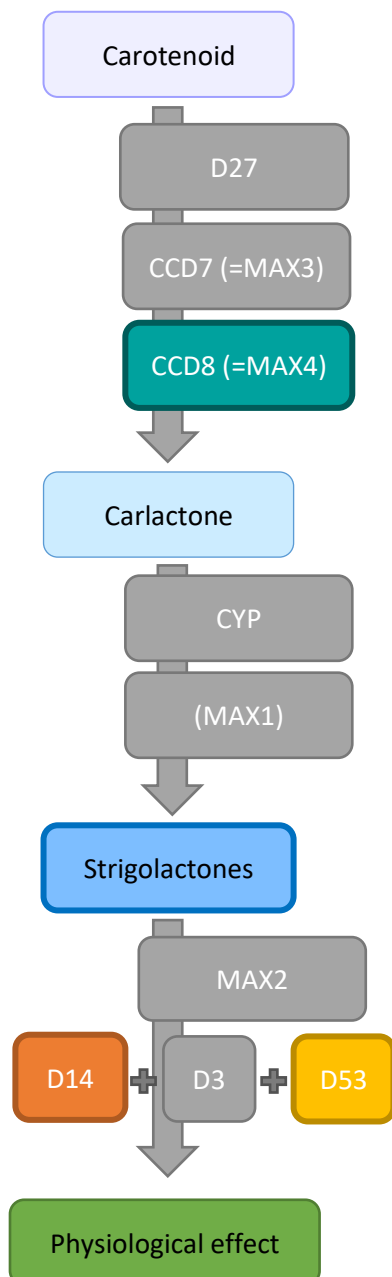 Carotenoid
D27
CCD7 (=MAX3)
CCD8 (=MAX4)
Carlactone
CYP
(MAX1)
Strigolactones
MAX2
D14 + D3 + D53
Physiological effect